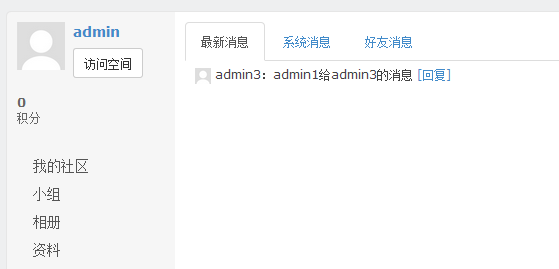 admin
访问空间
0
积分
我的社区
小组
相册
资料
最新消息 系统消息 好友消息
admin3：admin1给admin3的消息 [回复]